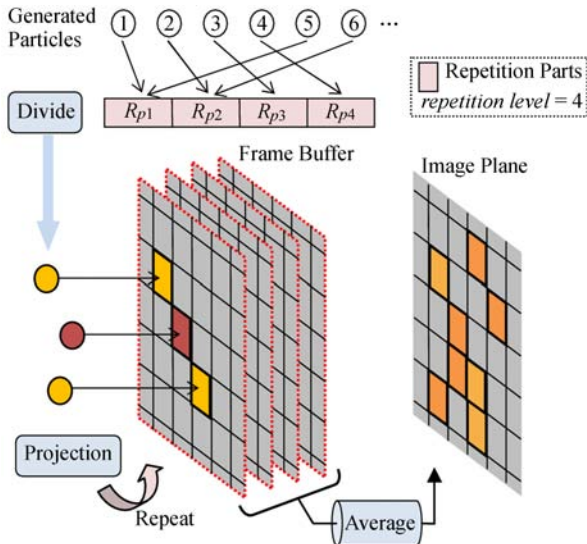 Generated
Particles
1 2 3 4 5 6 ...
Rp1 Rp2 Rp3 Rp4
Repetition Parts
repetition level = 4
Divide
Frame Buffer
Image Plane
Projection
Repeat
Average